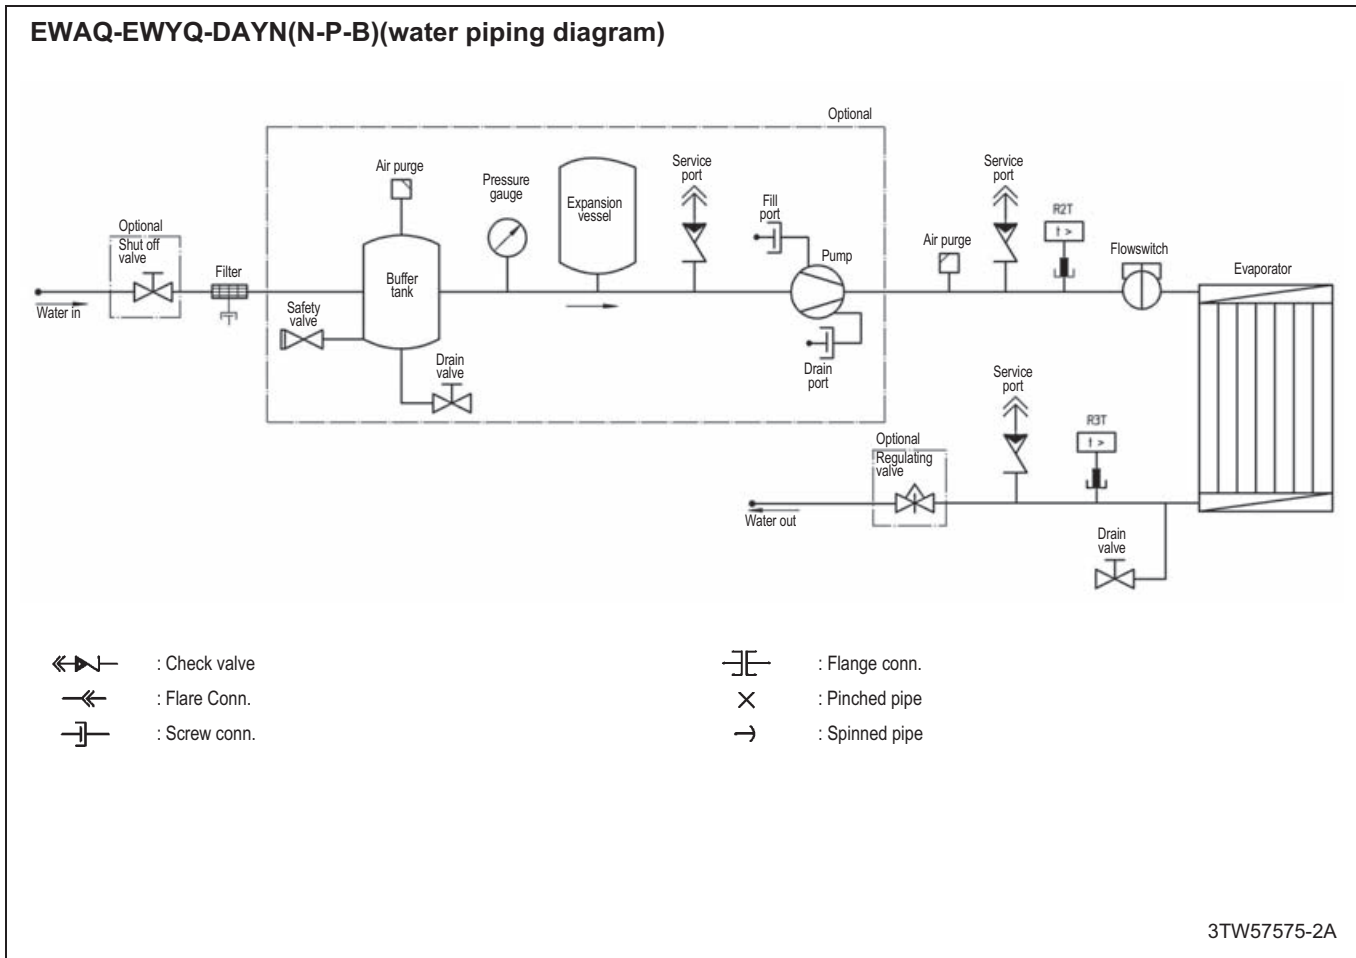 EWAQ-EWYQ-DAYN(N-P-B)(water piping diagram)
Optional
Air purge
Pressure
gauge
Expansion
vessel
Service
port
Fill
port
Pump
Service
port
R2T
t >
Air purge
Flowswitch
Evaporator
Optional
Shut off
valve
Filter
Buffer
tank
Water in
Safety
valve
Drain
valve
Drain
port
Service
port
R3T
t >
Optional
Regulating
valve
Water out
Drain
valve
: Check valve
: Flare Conn.
: Screw conn.
: Flange conn.
: Pinched pipe
: Spinned pipe
3TW57575-2A